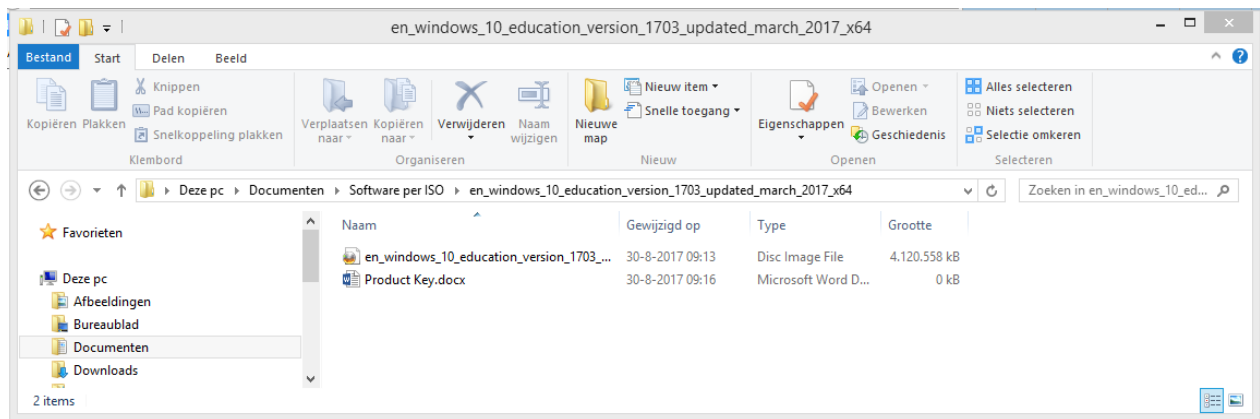 en_windows_10_education_version_1703_updated_march_2017_x64
Bestand Start Delen Beeld
Kopiëren Plakken
Knippen
Pad kopiëren
Snelkoppeling plakken
Klembord
Verplaatsen naar
Kopiëren naar
Verwijderen
Naam wijzigen
Organiseren
Nieuwe map
Nieuw item
Snelle toegang
Nieuw
Eigenschappen
Openen
Bewerken
Geschiedenis
Openen
Alles selecteren
Niets selecteren
Selectie omkeren
Selecteren
Deze pc Documenten Software per ISO en_windows_10_education_version_1703_updated_march_2017_x64
Zoeken in en_windows_10_ed...
Favorieten
Deze pc
Afbeeldingen
Bureaublad
Documenten
Downloads
Naam Gewijzigd op Type Grootte
en_windows_10_education_version_1703_... 30-8-2017 09:13 Disc Image File 4.120.558 kB
Product Key.docx 30-8-2017 09:16 Microsoft Word D... 0 kB
2 items